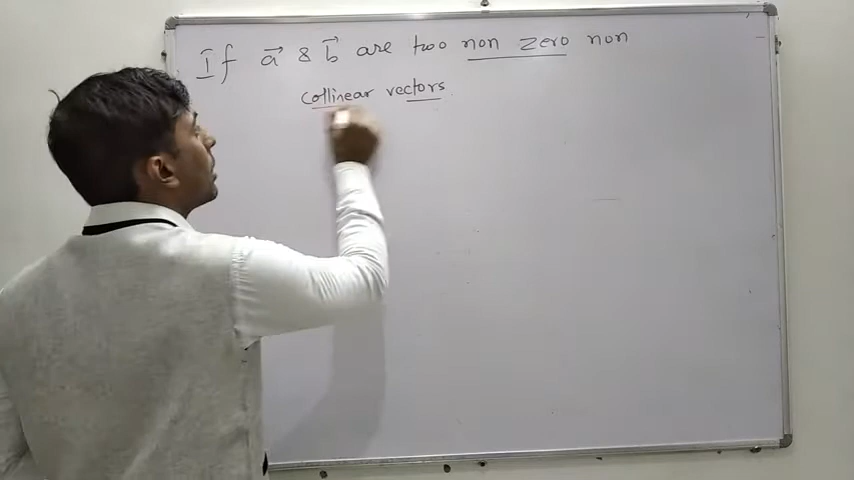 If a⃗ & b⃗ are two non zero non
collinear vectors